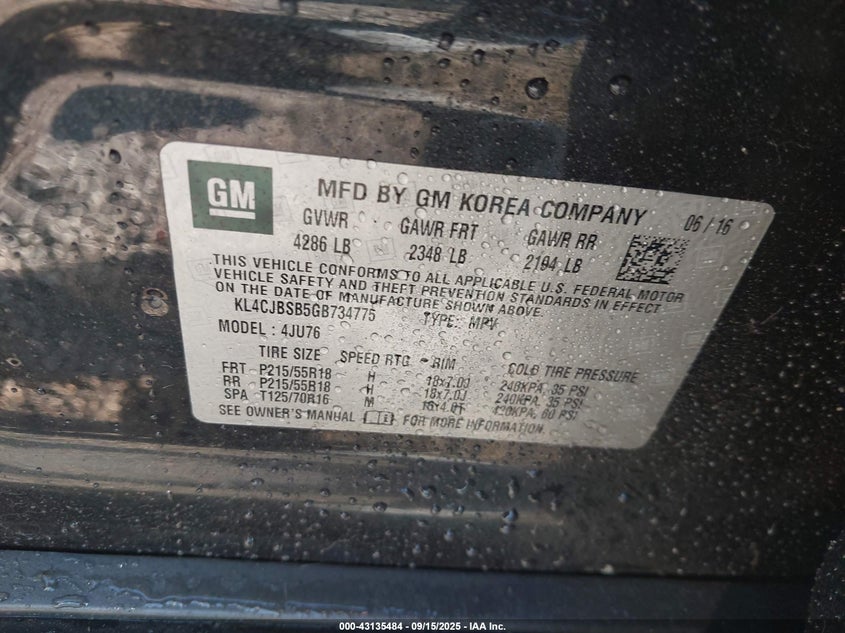 GM
MFD BY GM KOREA COMPANY 06 / 16
GVWR GAWR FRT GAWR RR
4286 LB 2348 LB 2194 LB
THIS VEHICLE CONFORMS TO ALL APPLICABLE U.S. FEDERAL MOTOR
VEHICLE SAFETY AND THEFT PREVENTION STANDARDS IN EFFECT
ON THE DATE OF MANUFACTURE SHOWN ABOVE.
KL4CJBSB5GB734775 TYPE: MPV
MODEL : 4JU76
TIRE SIZE SPEED RTG RIM COLD TIRE PRESSURE
FRT P215/55R18 H 18x7.0J 240KPA, 35 PSI
RR P215/55R18 H 18x7.0J 240KPA, 35 PSI
SPA T125/70R16 M 16x4.0T 420KPA, 60 PSI
SEE OWNER'S MANUAL FOR MORE INFORMATION.
000-43135484 - 09/15/2025 - IAA Inc.